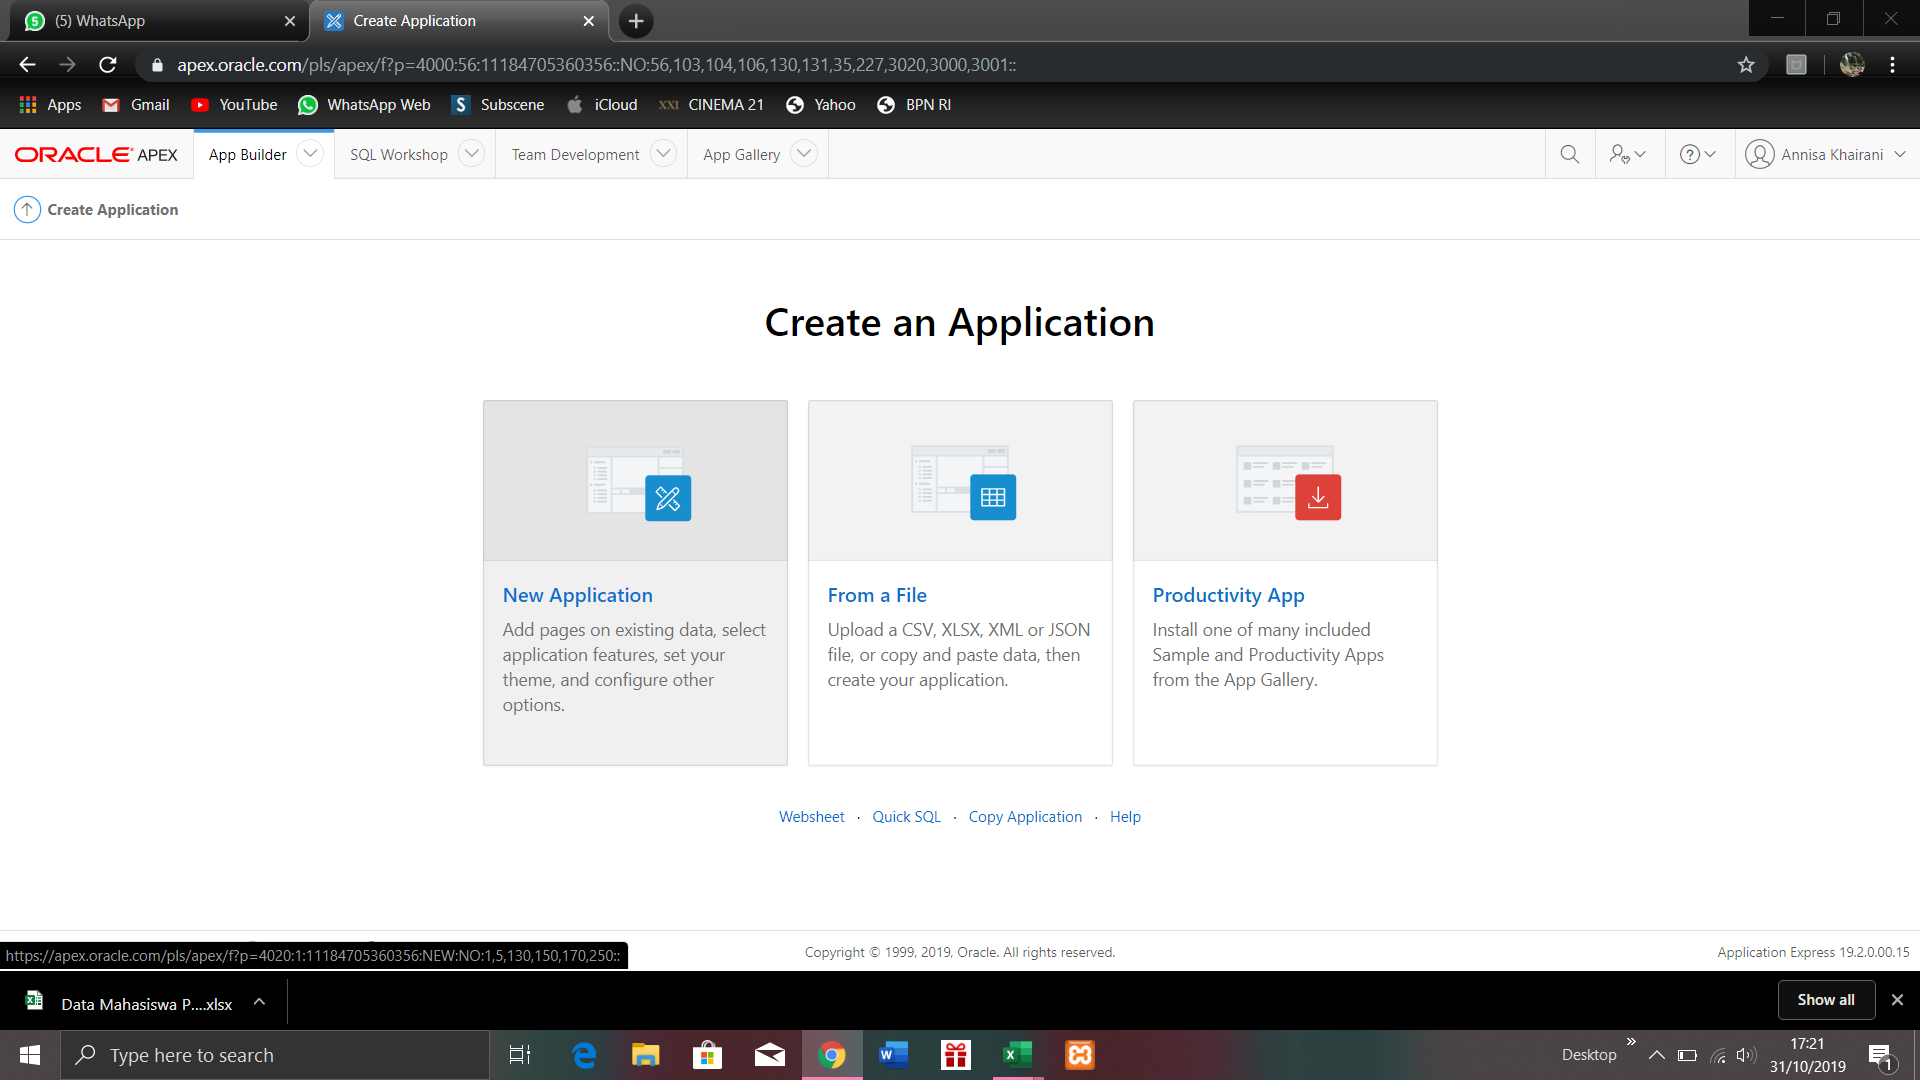 (5) WhatsApp
Create Application
apex.oracle.com/pls/apex/f?p=4000:56:11184705360356::NO:56,103,104,106,130,131,35,227,3020,3000,3001::
Apps Gmail YouTube WhatsApp Web Subscene iCloud XXI CINEMA 21 Yahoo BPN RI
ORACLE APEX App Builder SQL Workshop Team Development App Gallery Annisa Khairani
Create Application
Create an Application
New Application
Add pages on existing data, select
application features, set your
theme, and configure other
options.
From a File
Upload a CSV, XLSX, XML or JSON
file, or copy and paste data, then
create your application.
Productivity App
Install one of many included
Sample and Productivity Apps
from the App Gallery.
Websheet · Quick SQL · Copy Application · Help
https://apex.oracle.com/pls/apex/f?p=4020:1:11184705360356:NEW:NO:1,5,130,150,170,250::
Copyright © 1999, 2019, Oracle. All rights reserved.
Application Express 19.2.0.00.15
Data Mahasiswa P....xlsx
Show all
Type here to search
Desktop
17:21
31/10/2019
1